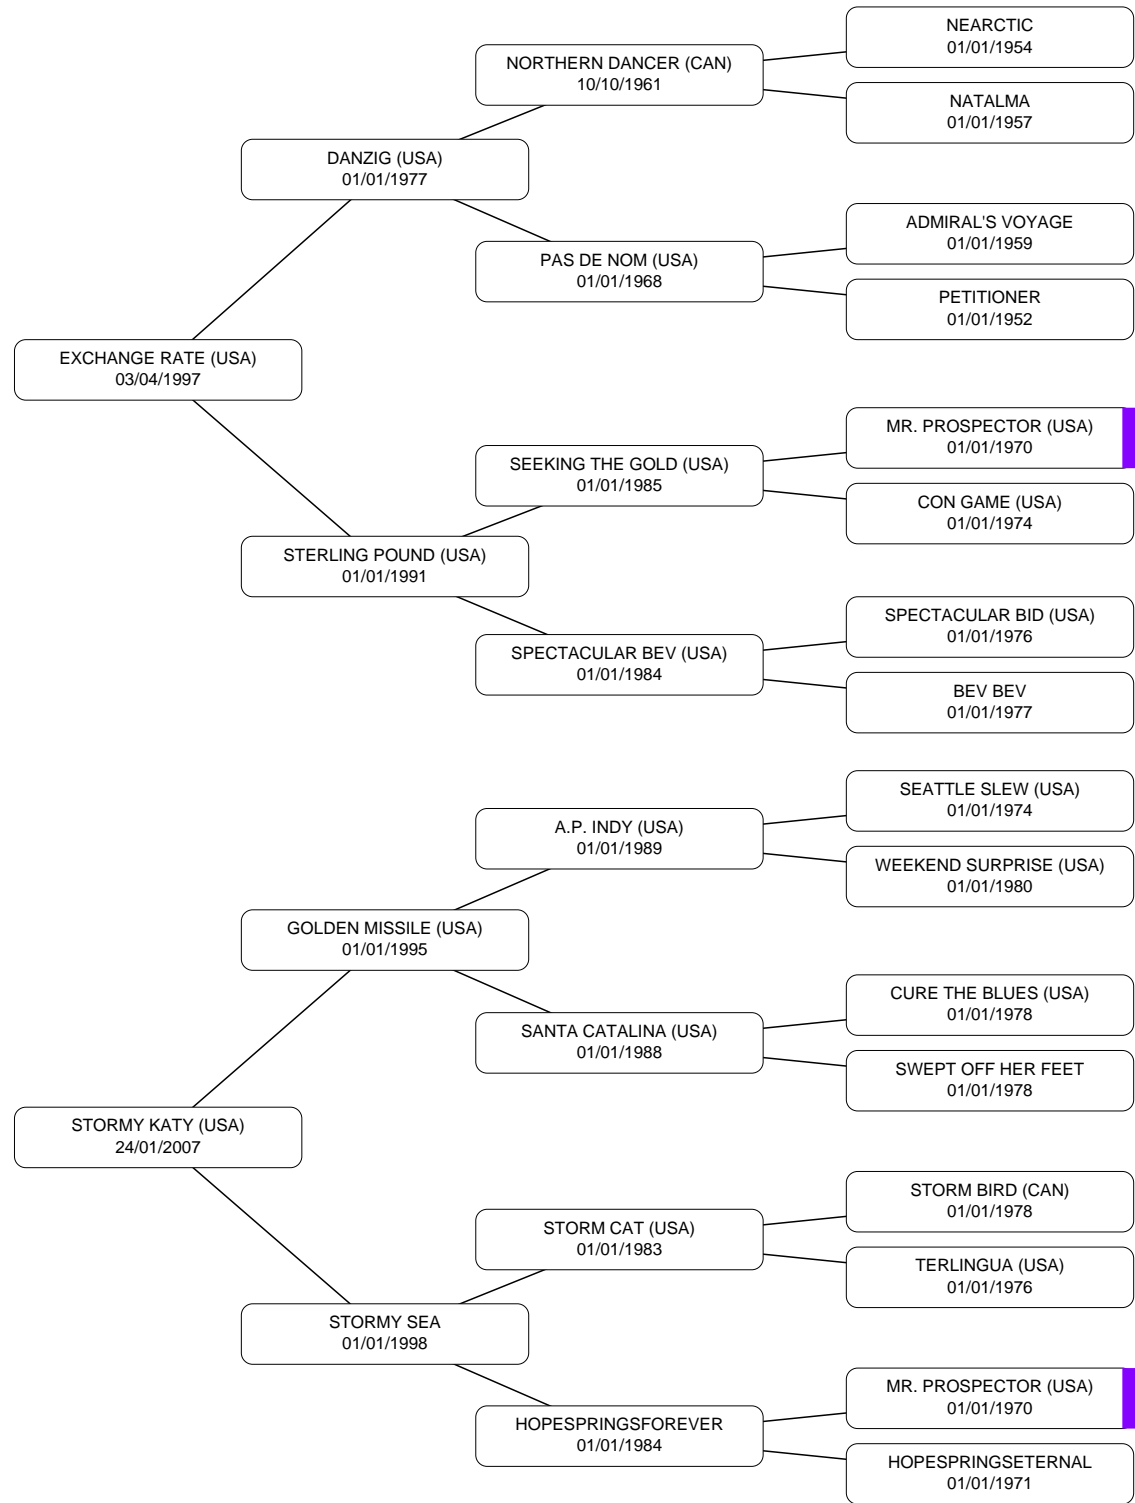 NEARCTIC
01/01/1954
NORTHERN DANCER (CAN)
10/10/1961
NATALMA
01/01/1957
DANZIG (USA)
01/01/1977
ADMIRAL'S VOYAGE
01/01/1959
PAS DE NOM (USA)
01/01/1968
PETITIONER
01/01/1952
EXCHANGE RATE (USA)
03/04/1997
MR. PROSPECTOR (USA)
01/01/1970
SEEKING THE GOLD (USA)
01/01/1985
CON GAME (USA)
01/01/1974
STERLING POUND (USA)
01/01/1991
SPECTACULAR BID (USA)
01/01/1976
SPECTACULAR BEV (USA)
01/01/1984
BEV BEV
01/01/1977
SEATTLE SLEW (USA)
01/01/1974
A.P. INDY (USA)
01/01/1989
WEEKEND SURPRISE (USA)
01/01/1980
GOLDEN MISSILE (USA)
01/01/1995
CURE THE BLUES (USA)
01/01/1978
SANTA CATALINA (USA)
01/01/1988
SWEPT OFF HER FEET
01/01/1978
STORMY KATY (USA)
24/01/2007
STORM BIRD (CAN)
01/01/1978
STORM CAT (USA)
01/01/1983
TERLINGUA (USA)
01/01/1976
STORMY SEA
01/01/1998
MR. PROSPECTOR (USA)
01/01/1970
HOPESPRINGSFOREVER
01/01/1984
HOPESPRINGSETERNAL
01/01/1971